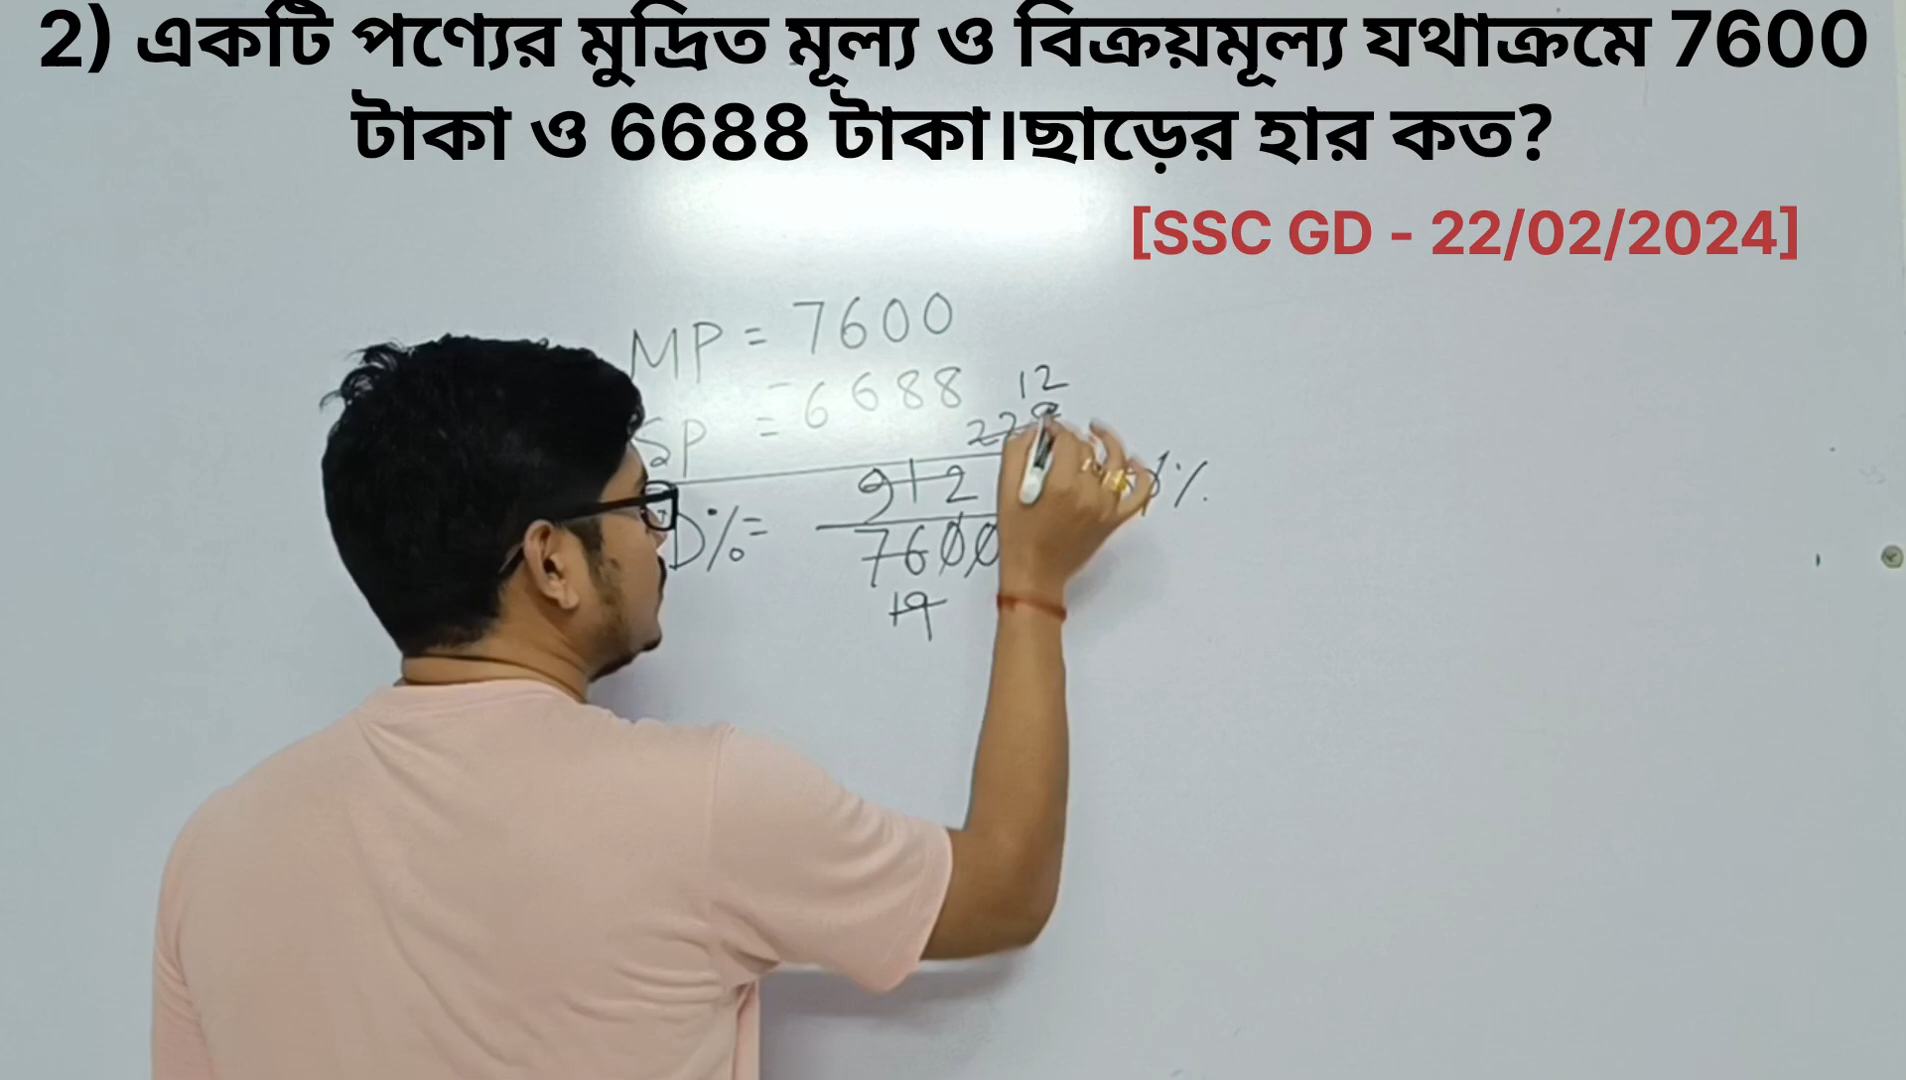 2) একটি পণ্যের মুদ্রিত মূল্য ও বিক্রয়মূল্য যথাক্রমে 7600
টাকা ও 6688 টাকা।ছাড়ের হার কত?
[SSC GD - 22/02/2024]
MP = 7600
SP = 6688
12
228
912
D% =
7600
19